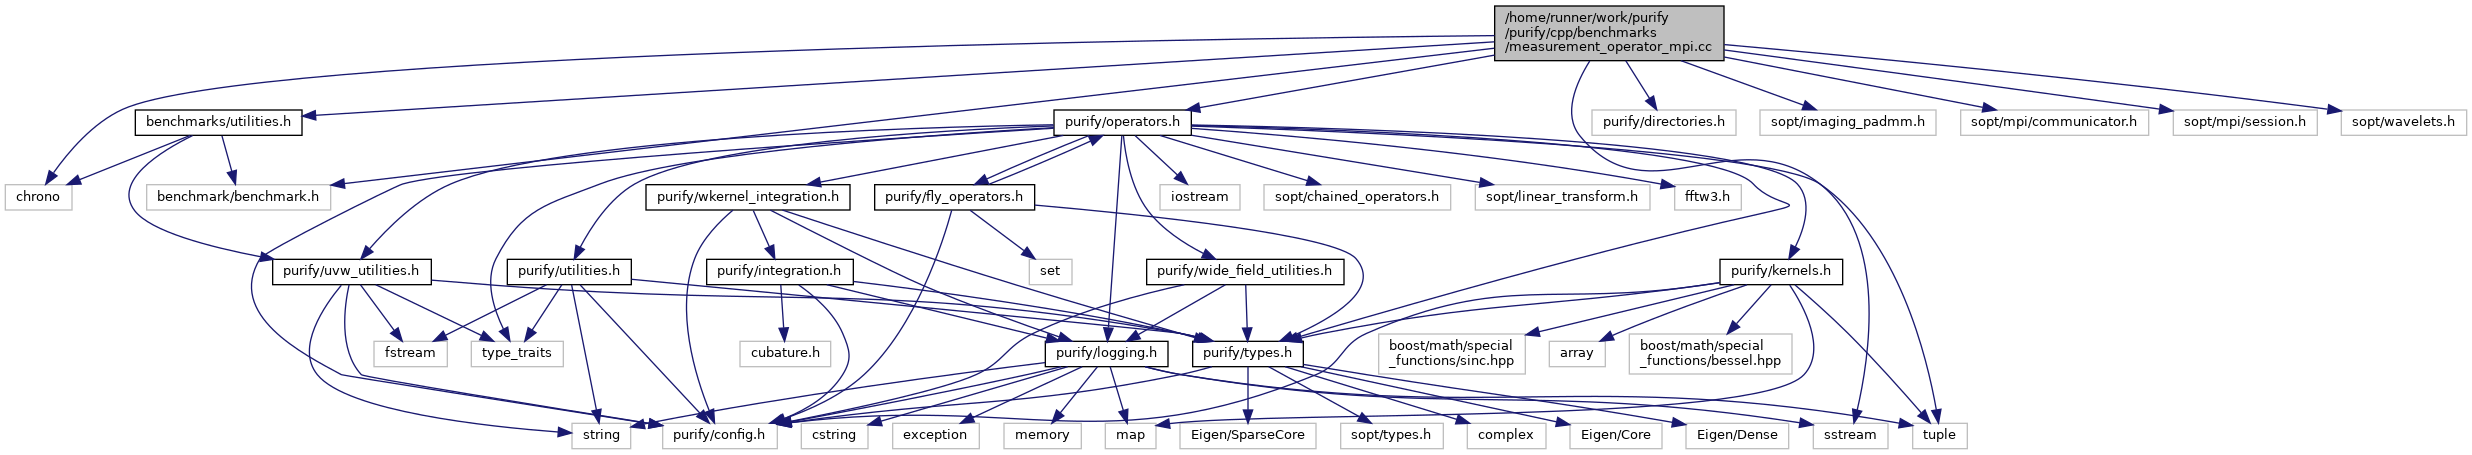 /home/runner/work/purify
/purify/cpp/benchmarks
/measurement_operator_mpi.cc
benchmarks/utilities.h
purify/operators.h
purify/directories.h
sopt/imaging_padmm.h
sopt/mpi/communicator.h
sopt/mpi/session.h
sopt/wavelets.h
chrono
benchmark/benchmark.h
purify/wkernel_integration.h
purify/fly_operators.h
iostream
sopt/chained_operators.h
sopt/linear_transform.h
fftw3.h
purify/uvw_utilities.h
purify/utilities.h
purify/integration.h
set
purify/wide_field_utilities.h
purify/kernels.h
fstream
type_traits
cubature.h
purify/logging.h
purify/types.h
boost/math/special
_functions/sinc.hpp
array
boost/math/special
_functions/bessel.hpp
string
purify/config.h
cstring
exception
memory
map
Eigen/SparseCore
sopt/types.h
complex
Eigen/Core
Eigen/Dense
sstream
tuple